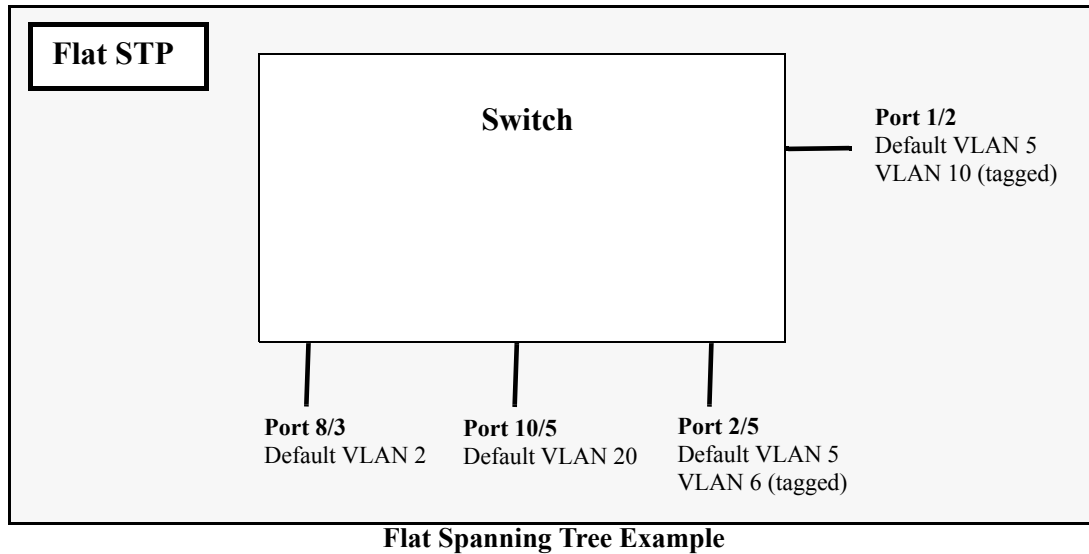 Flat STP
Switch
Port 1/2
Default VLAN 5
VLAN 10 (tagged)
Port 8/3
Default VLAN 2
Port 10/5
Default VLAN 20
Port 2/5
Default VLAN 5
VLAN 6 (tagged)
Flat Spanning Tree Example